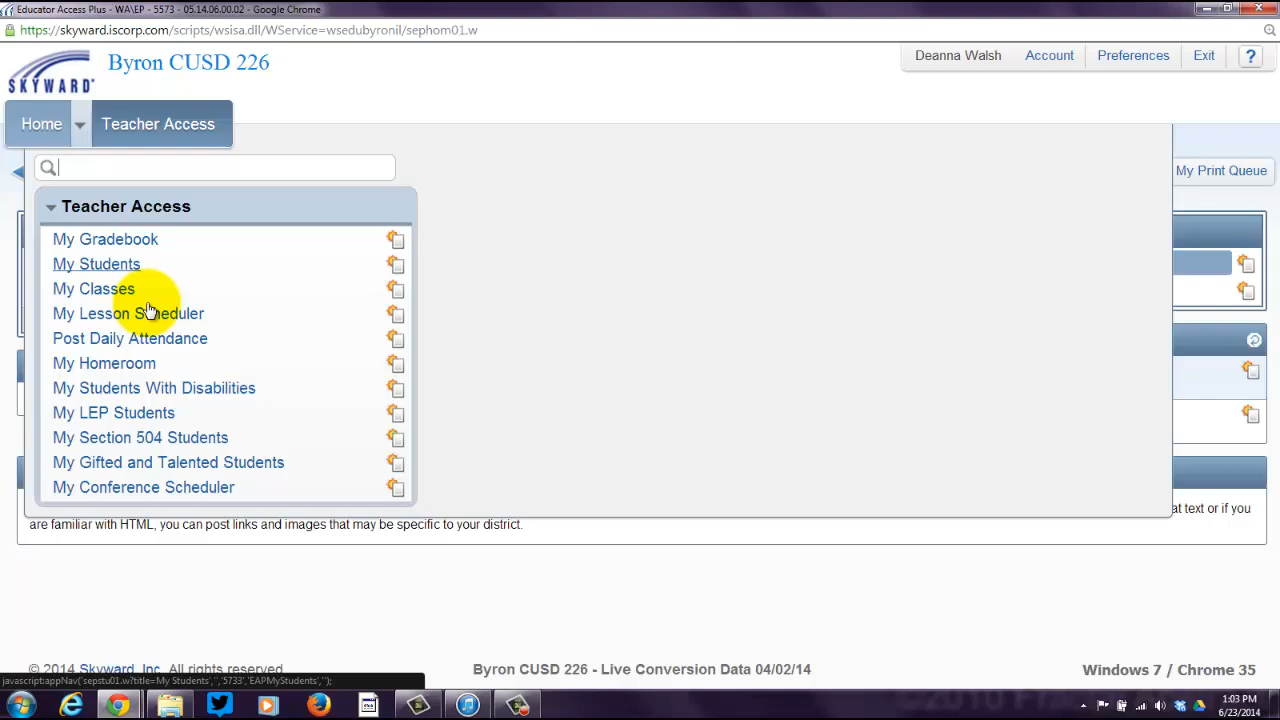 Educator Access Plus - WA\EP - 5573 - 05.14.06.00.02 - Google Chrome
https://skyward.iscorp.com/scripts/wsisa.dll/WService=wsedubyronil/sephom01.w
SKYWARD
Byron CUSD 226
Deanna Walsh Account Preferences Exit ?
Home Teacher Access
My Print Queue
Teacher Access
My Gradebook
My Students
My Classes
My Lesson Scheduler
Post Daily Attendance
My Homeroom
My Students With Disabilities
My LEP Students
My Section 504 Students
My Gifted and Talented Students
My Conference Scheduler
at text or if you
are familiar with HTML, you can post links and images that may be specific to your district.
© 2014 Skyward, Inc. All rights reserved.
Byron CUSD 226 - Live Conversion Data 04/02/14
Windows 7 / Chrome 35
javascript:appNav('sepstu01.w?title=My Students','','5733','EAPMyStudents','');
1:03 PM
6/23/2014